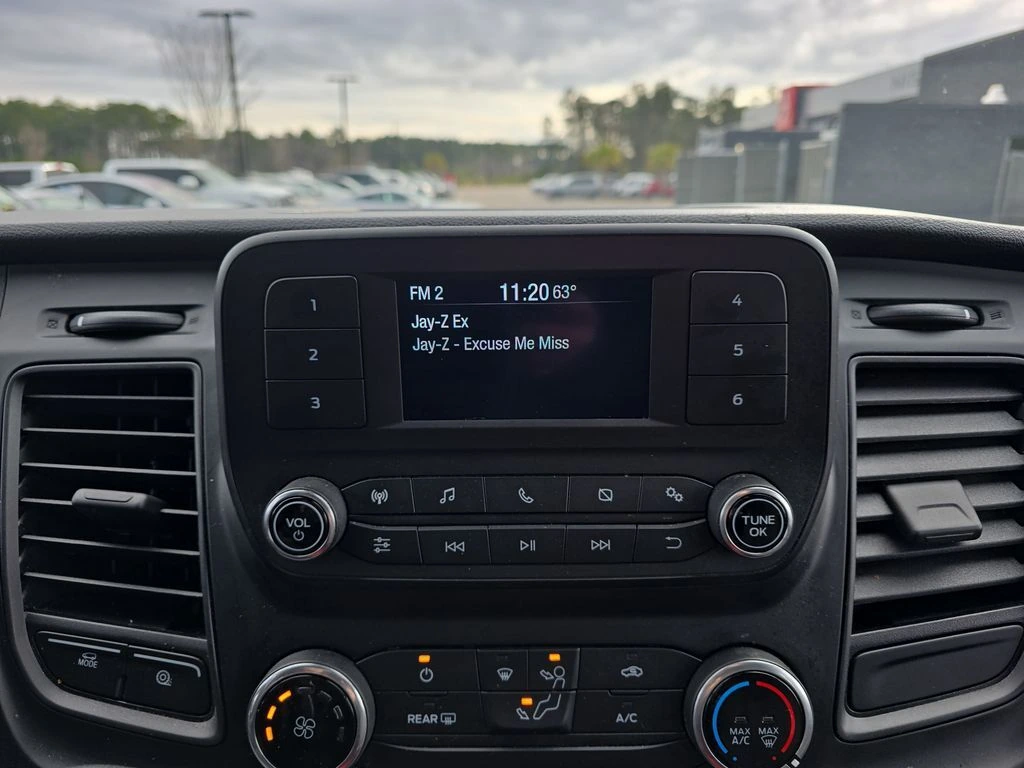 FM 2 11:20 63°
Jay-Z Ex
Jay-Z - Excuse Me Miss
1
2
3
4
5
6
VOL
TUNE
OK
MODE
REAR
A/C
MAX
A/C
MAX